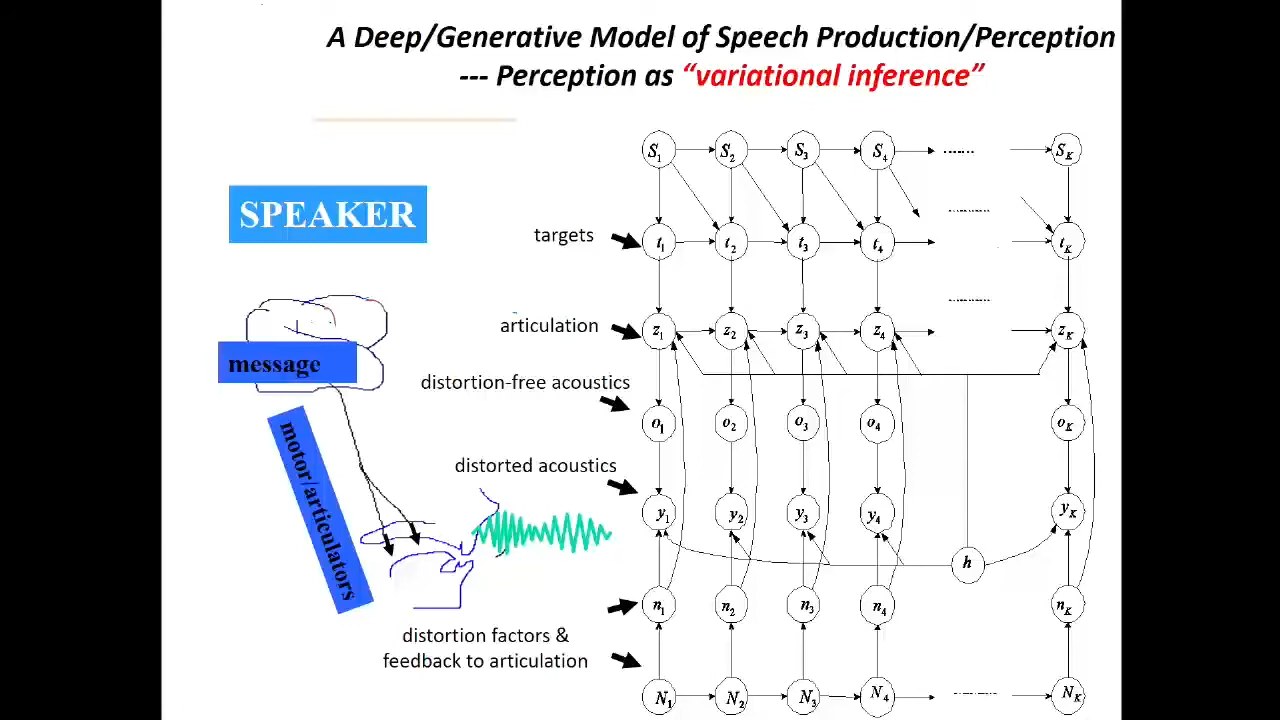 A Deep/Generative Model of Speech Production/Perception
--- Perception as “variational inference”
SPEAKER
message
motor/articulators
targets
articulation
distortion-free acoustics
distorted acoustics
distortion factors &
feedback to articulation
S1 S2 S3 S4 ....... SK
t1 t2 t3 t4 tK
z1 z2 z3 z4 zK
o1 o2 o3 o4 oK
y1 y2 y3 y4 yK
h
n1 n2 n3 n4 nK
N1 N2 N3 N4 NK